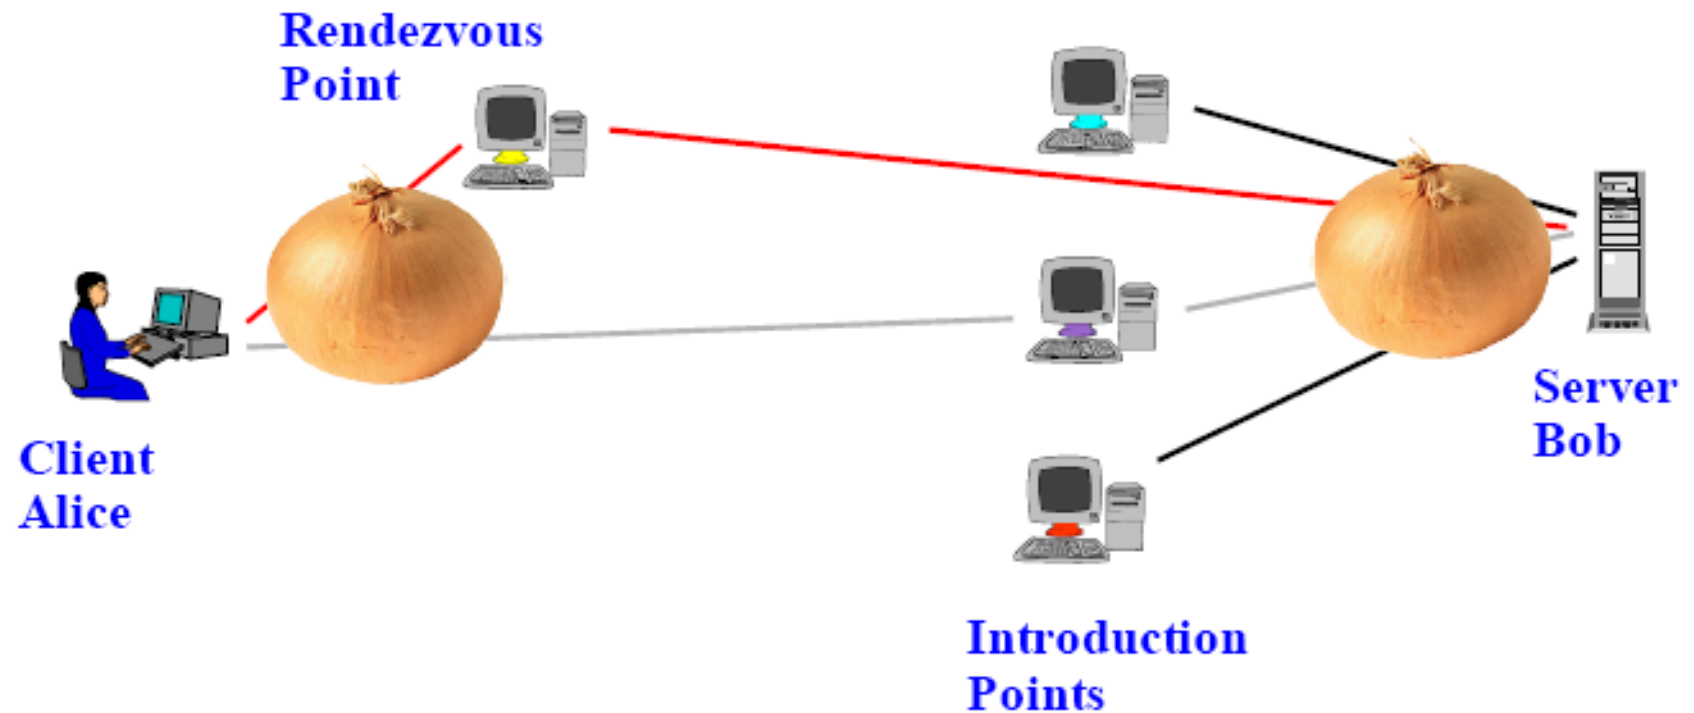 Rendezvous
Point
Client
Alice
Server
Bob
Introduction
Points